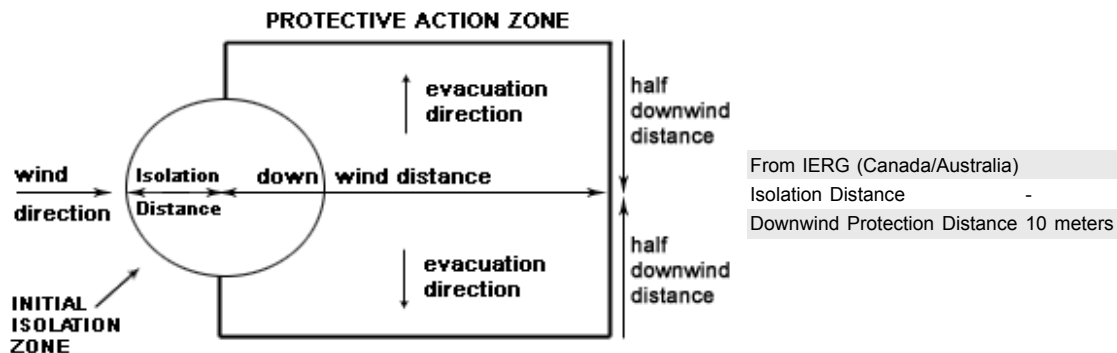 PROTECTIVE ACTION ZONE
evacuation
direction
half
downwind
distance
wind
direction
Isolation
Distance
down wind distance
evacuation
direction
half
downwind
distance
INITIAL
ISOLATION
ZONE
From IERG (Canada/Australia)
Isolation Distance -
Downwind Protection Distance 10 meters